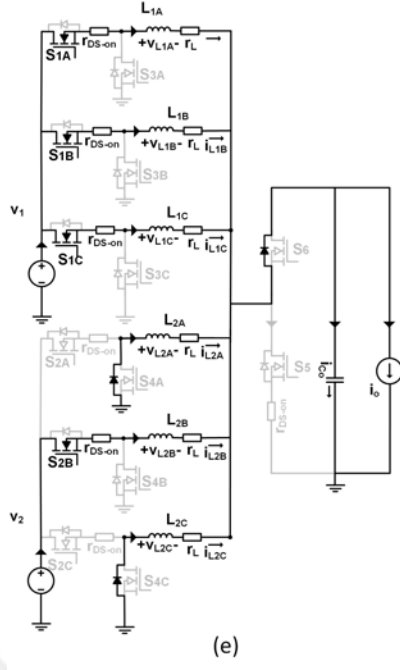 L1A
S1A rDS-on +vL1A- rL
S3A
L1B
S1B rDS-on +vL1B- rL iL1B
S3B
v1
L1C
S1C rDS-on +vL1C- rL iL1C
S3C
S6
L2A
S2A rDS-on +vL2A- rL iL2A
S4A
S5
iCo
io
rDS-on
L2B
S2B rDS-on +vL2B- rL iL2B
S4B
v2
L2C
S2C rDS-on +vL2C- rL iL2C
S4C
(e)